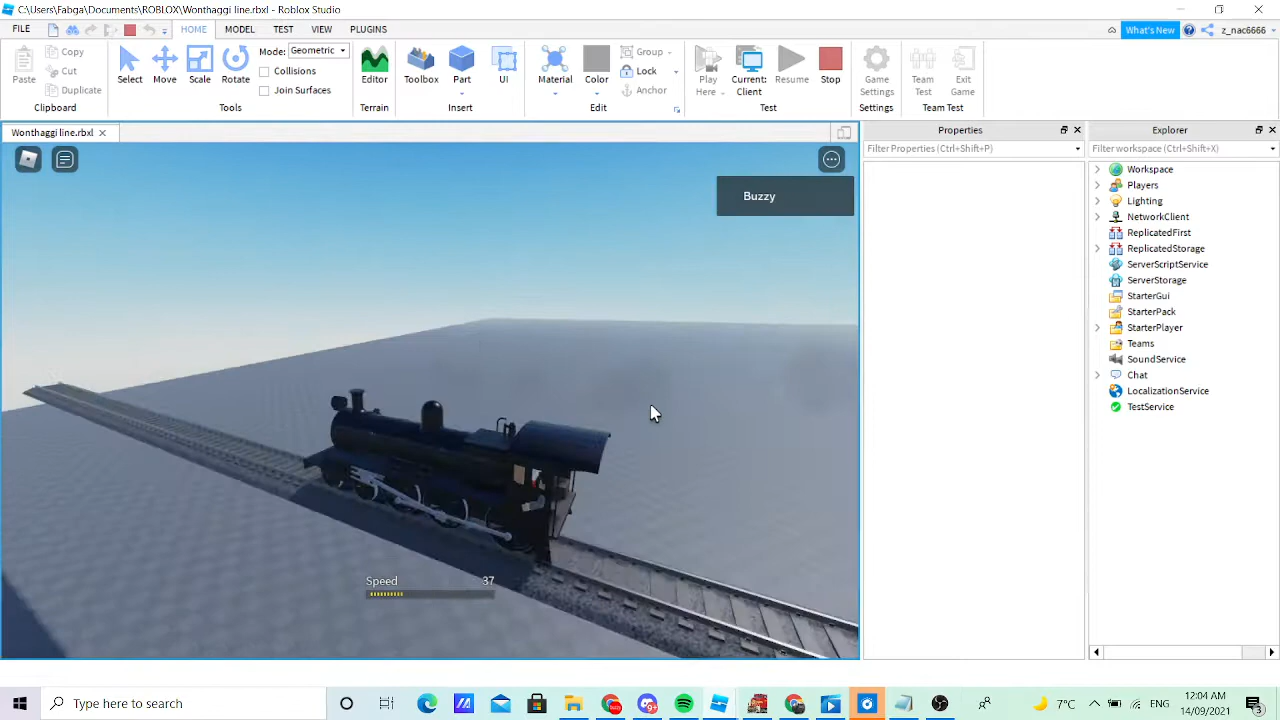 C:\Users\Fabga\Documents\ROBLOX\Wonthaggi line.rbxl - Roblox Studio
FILE HOME MODEL TEST VIEW PLUGINS What's New z_nac6666
Paste Copy Cut Duplicate Select Move Scale Rotate Mode: Geometric Collisions Join Surfaces Editor Toolbox Part UI Material Color Group Lock Anchor Play Here Current: Client Resume Stop Game Settings Team Test Exit Game
Clipboard Tools Terrain Insert Edit Test Settings Team Test
Wonthaggi line.rbxl
Properties
Explorer
Filter Properties (Ctrl+Shift+P)
Filter workspace (Ctrl+Shift+X)
Buzzy
Workspace
Players
Lighting
NetworkClient
ReplicatedFirst
ReplicatedStorage
ServerScriptService
ServerStorage
StarterGui
StarterPack
StarterPlayer
Teams
SoundService
Chat
LocalizationService
TestService
Speed 37
Type here to search
7°C ENG 12:04 AM
14/09/2021 3